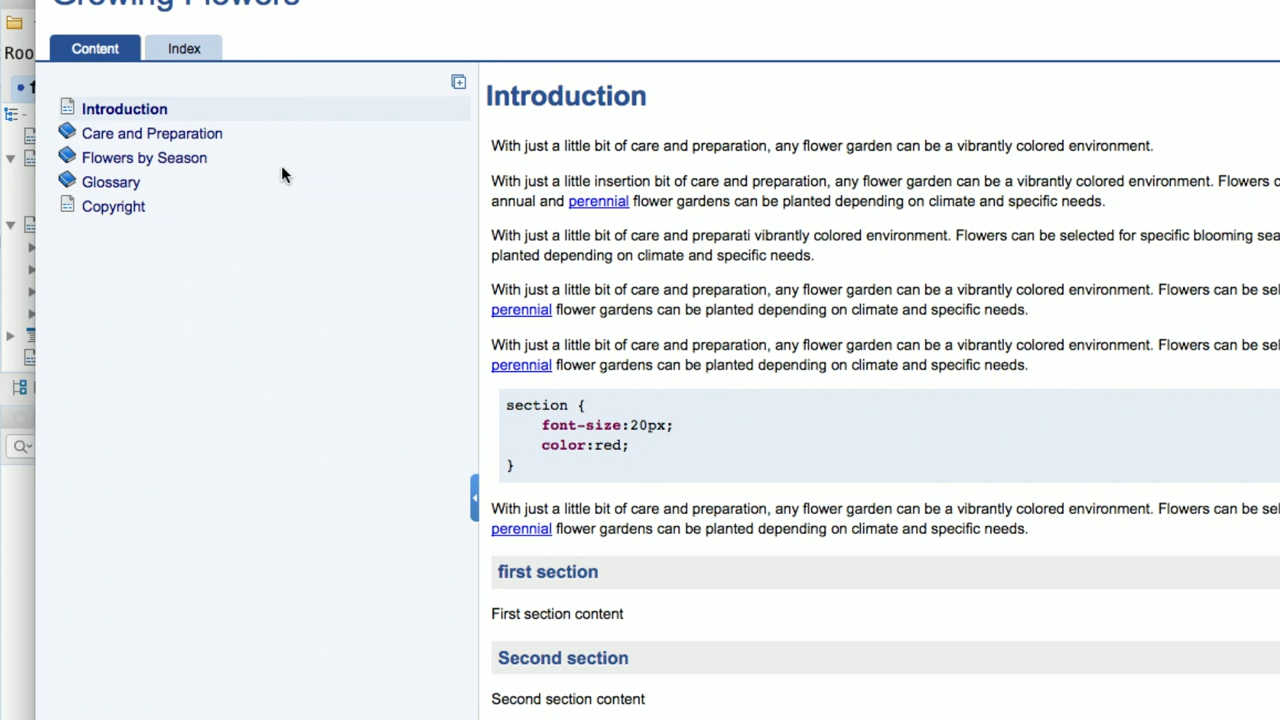 Growing Flowers
Roo
Content
Index
Introduction
Care and Preparation
Flowers by Season
Glossary
Copyright
Introduction
With just a little bit of care and preparation, any flower garden can be a vibrantly colored environment.
With just a little insertion bit of care and preparation, any flower garden can be a vibrantly colored environment. Flowers c
annual and perennial flower gardens can be planted depending on climate and specific needs.
With just a little bit of care and preparati vibrantly colored environment. Flowers can be selected for specific blooming sea
planted depending on climate and specific needs.
With just a little bit of care and preparation, any flower garden can be a vibrantly colored environment. Flowers can be sel
perennial flower gardens can be planted depending on climate and specific needs.
With just a little bit of care and preparation, any flower garden can be a vibrantly colored environment. Flowers can be sel
perennial flower gardens can be planted depending on climate and specific needs.
section {
font-size:20px;
color:red;
}
With just a little bit of care and preparation, any flower garden can be a vibrantly colored environment. Flowers can be sel
perennial flower gardens can be planted depending on climate and specific needs.
first section
First section content
Second section
Second section content